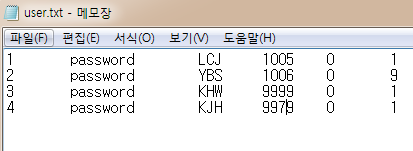 user.txt - 메모장
파일(F) 편집(E) 서식(O) 보기(V) 도움말(H)
1 password LCJ 1005 0 1
2 password YBS 1006 0 9
3 password KHW 9999 0 1
4 password KJH 9979 0 1